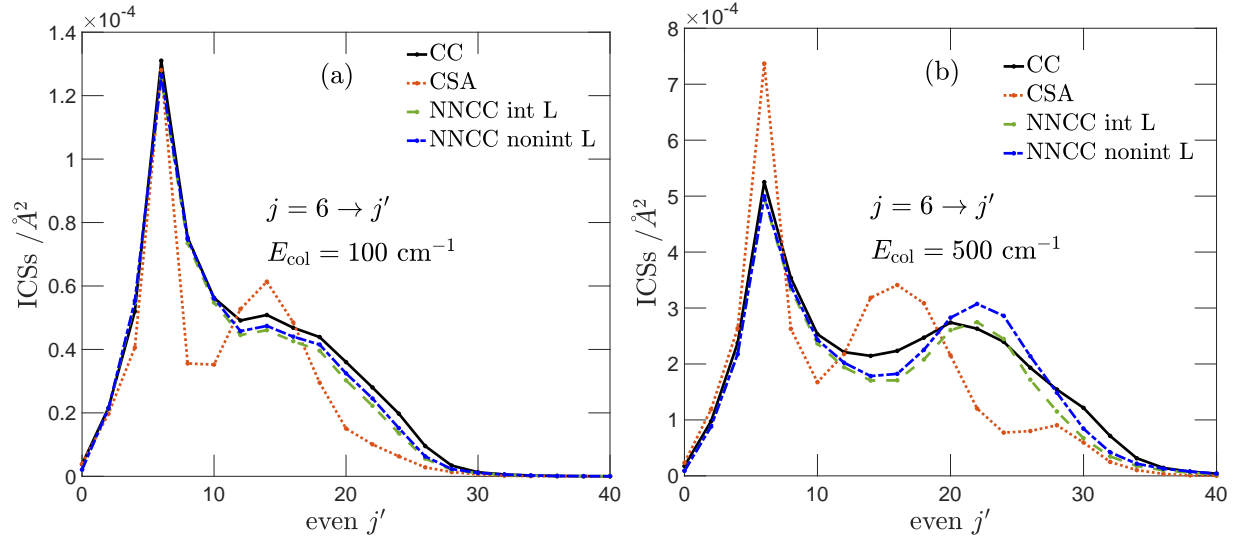 ×10⁻⁴
1.4
1.2
1
0.8
0.6
0.4
0.2
0
0 10 20 30 40
ICSs /Å²
even j′
(a)
CC
CSA
NNCC int L
NNCC nonint L
j = 6 → j′
E_col = 100 cm⁻¹
×10⁻⁴
8
7
6
5
4
3
2
1
0
0 10 20 30 40
ICSs /Å²
even j′
(b)
CC
CSA
NNCC int L
NNCC nonint L
j = 6 → j′
E_col = 500 cm⁻¹